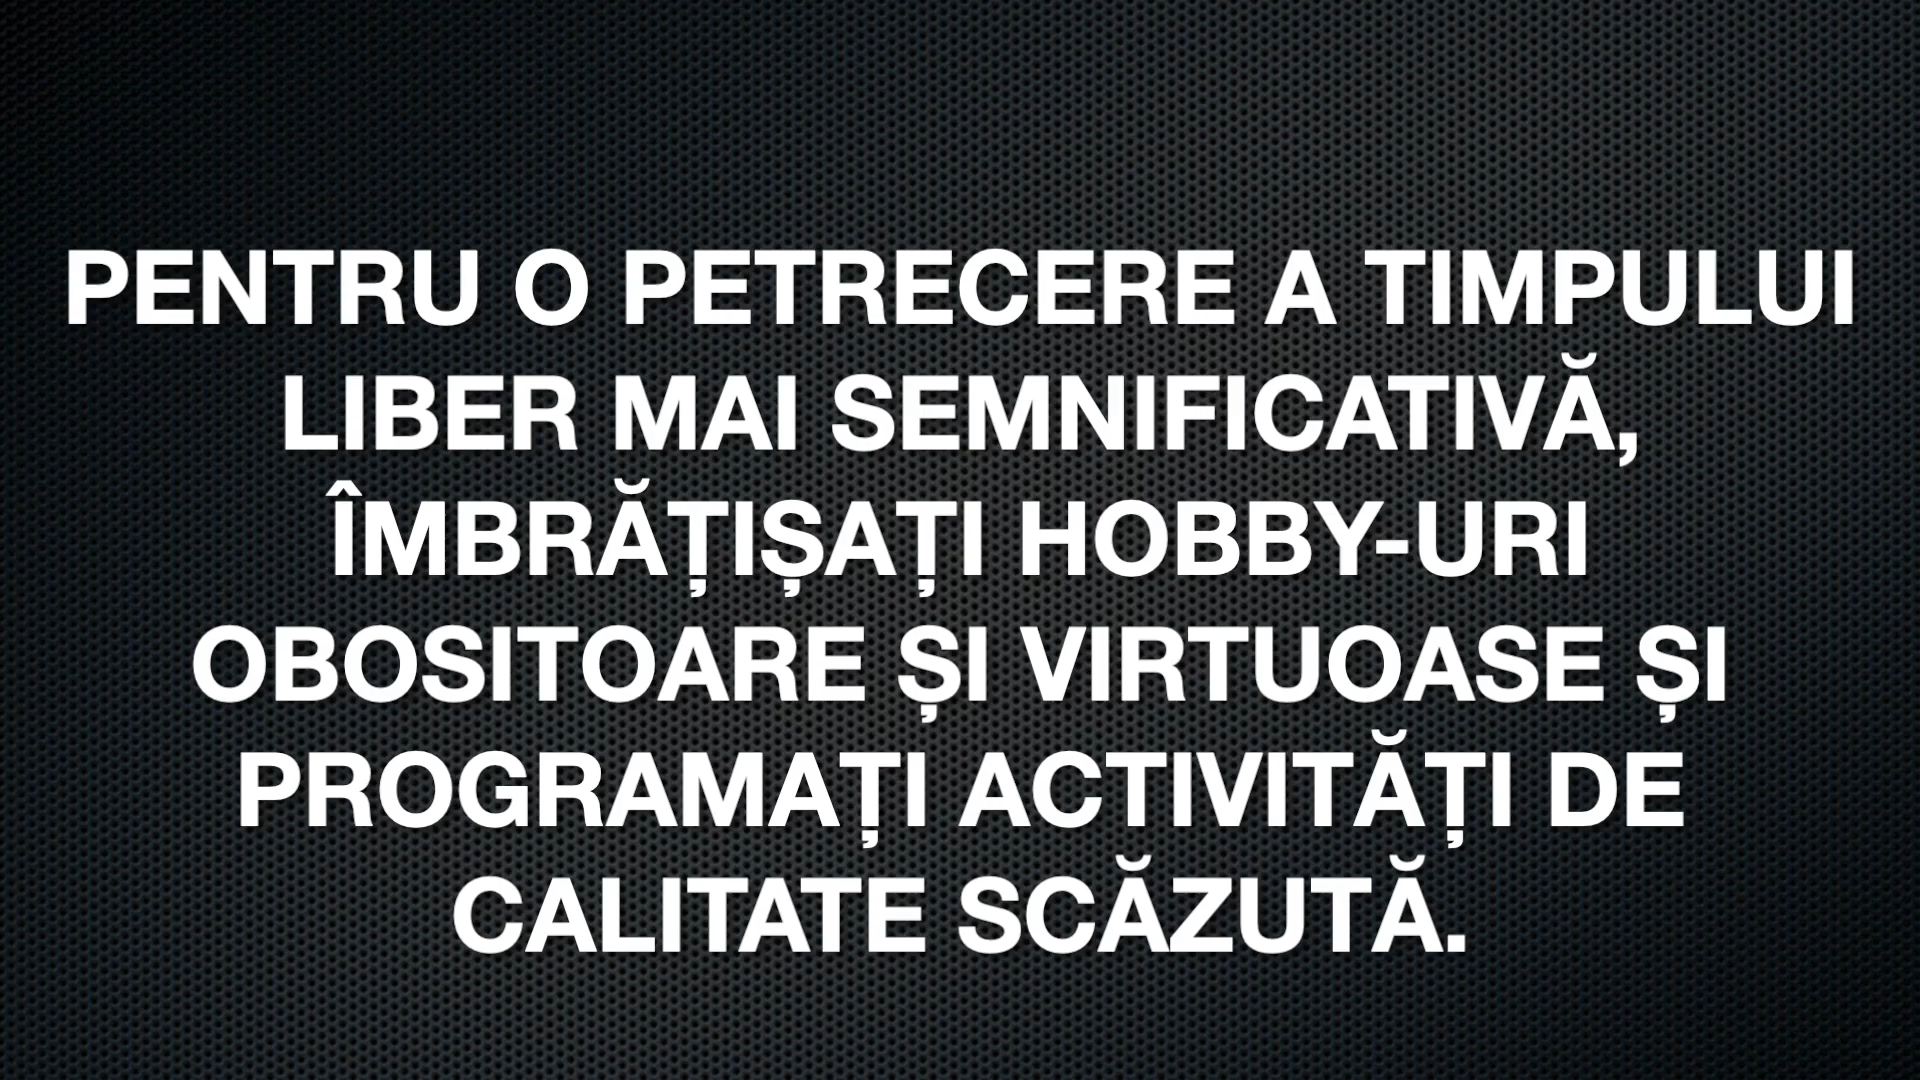 PENTRU O PETRECERE A TIMPULUI
LIBER MAI SEMNIFICATIVĂ,
ÎMBRĂȚIȘAȚI HOBBY-URI
OBOSITOARE ȘI VIRTUOASE ȘI
PROGRAMAȚI ACTIVITĂȚI DE
CALITATE SCĂZUTĂ.